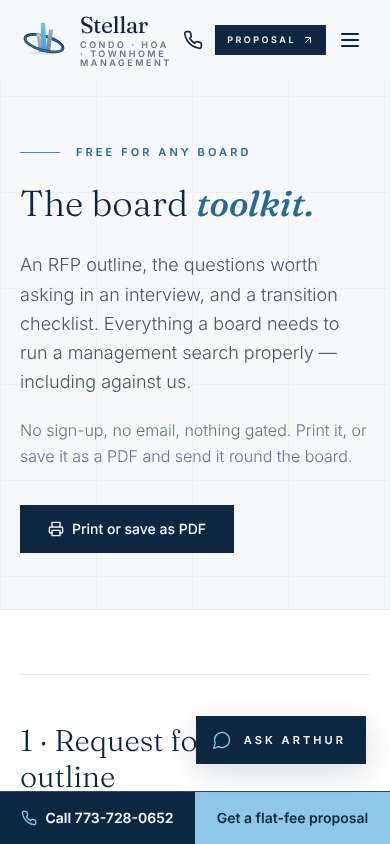 Stellar
CONDO · HOA
· TOWNHOME
MANAGEMENT
PROPOSAL
FREE FOR ANY BOARD
The board toolkit.
An RFP outline, the questions worth
asking in an interview, and a transition
checklist. Everything a board needs to
run a management search properly —
including against us.
No sign-up, no email, nothing gated. Print it, or
save it as a PDF and send it round the board.
Print or save as PDF
1 · Request fo
outline
ASK ARTHUR
Call 773-728-0652
Get a flat-fee proposal